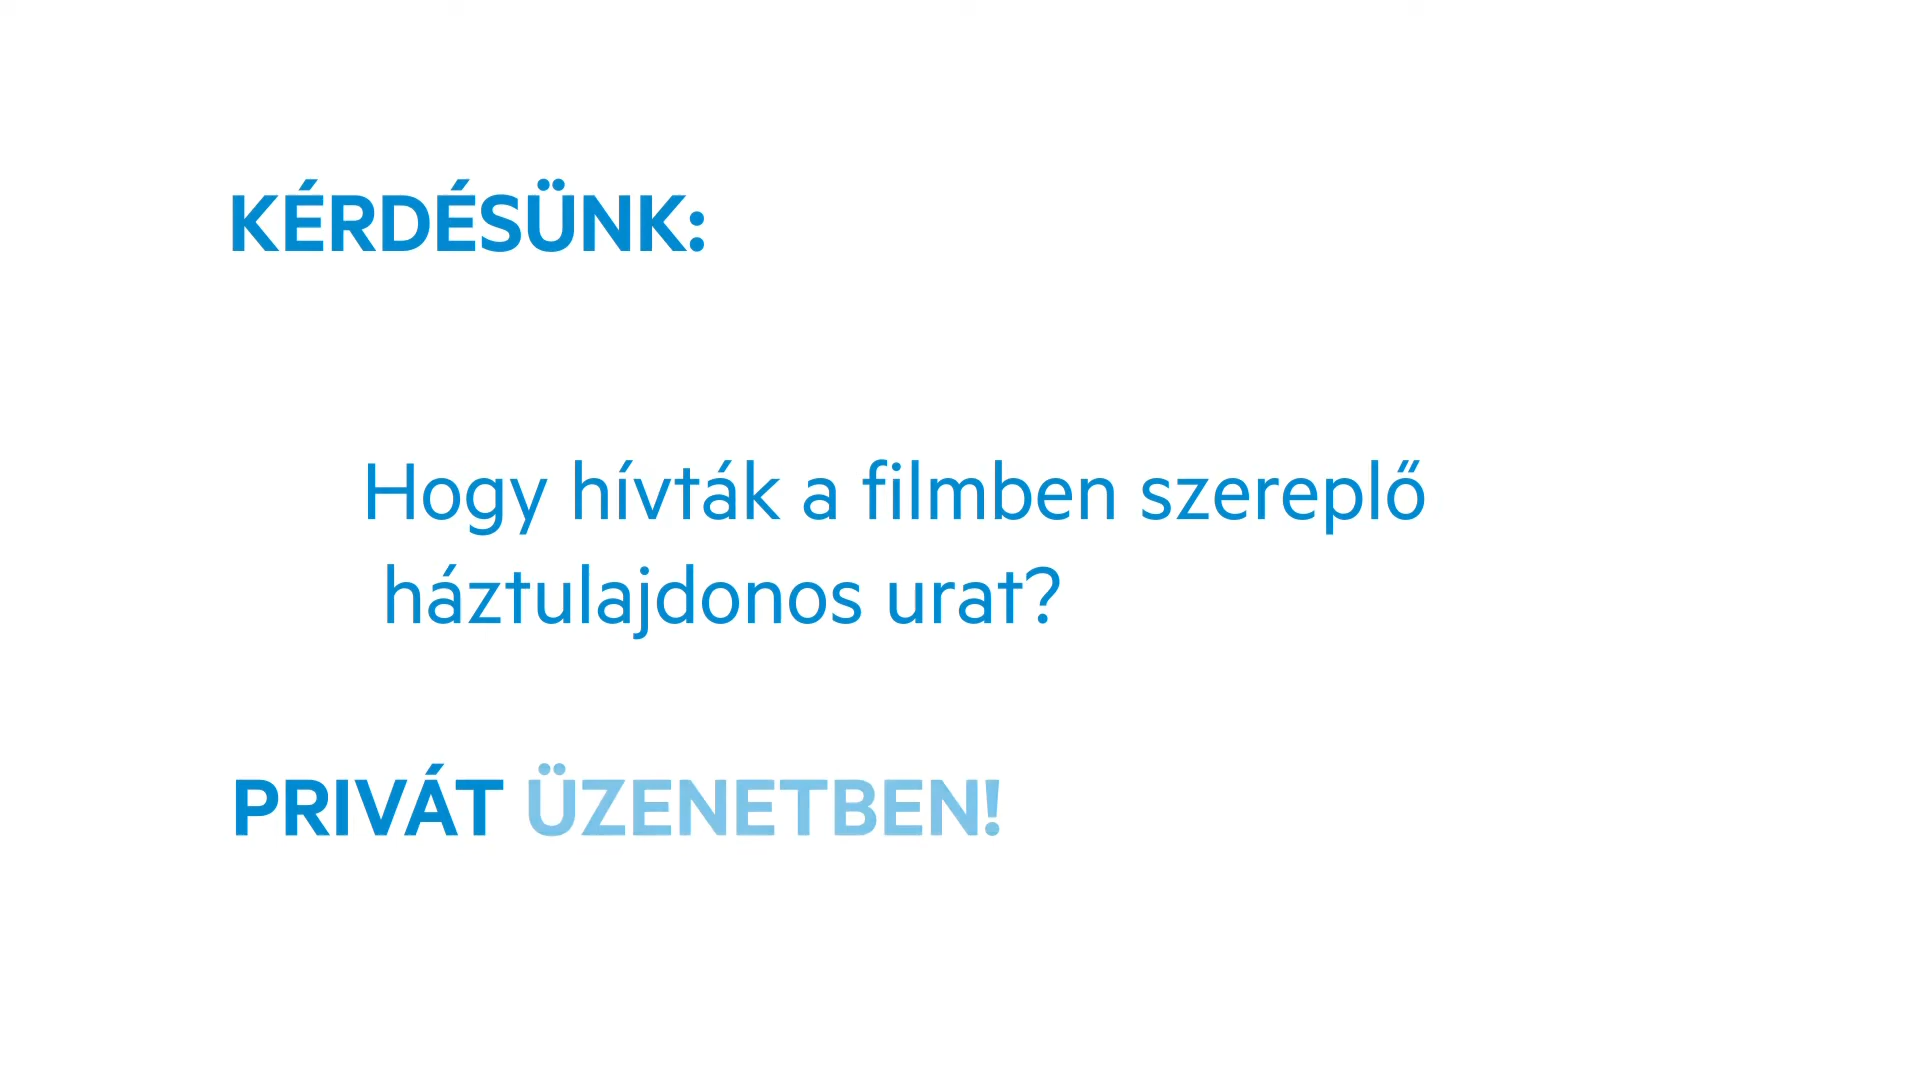 KÉRDÉSÜNK:
Hogy hívták a filmben szereplő
háztulajdonos urat?
PRIVÁT ÜZENETBEN!